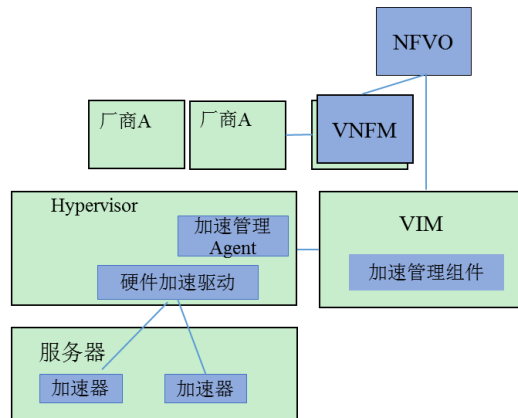 NFVO
厂商A
厂商A
VNFM
Hypervisor
加速管理
Agent
硬件加速驱动
VIM
加速管理组件
服务器
加速器
加速器